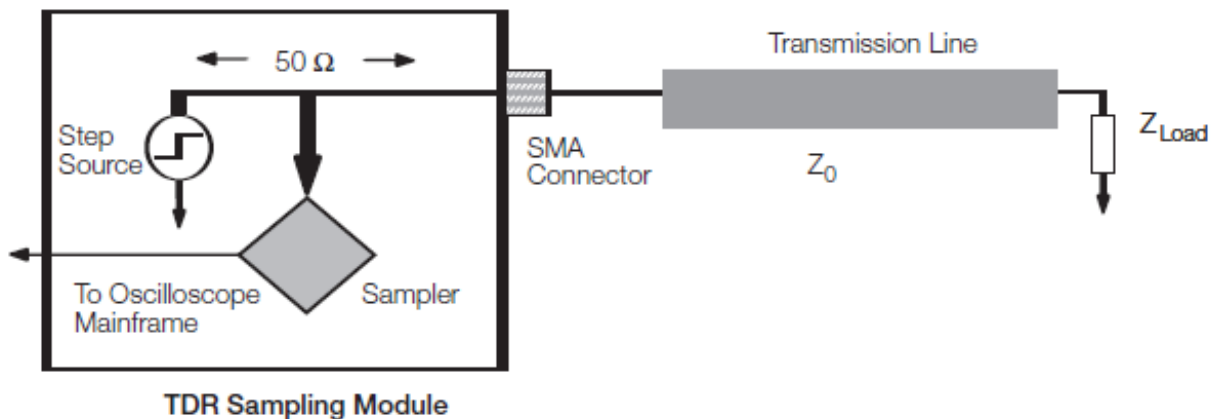 50 Ω
Transmission Line
Step
Source
SMA
Connector
Z0
ZLoad
To Oscilloscope
Mainframe
Sampler
TDR Sampling Module